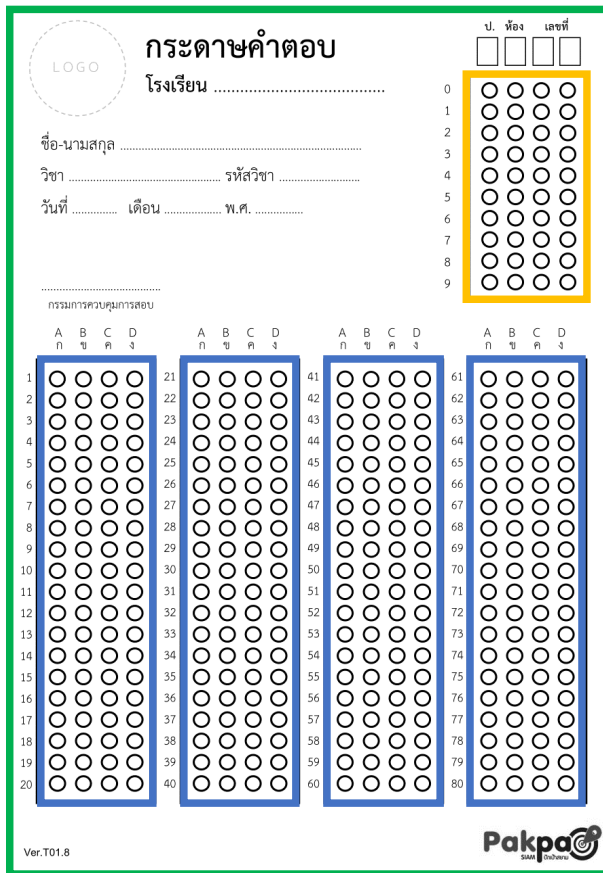 LOGO
กระดาษคำตอบ
โรงเรียน ......................................
ป. ห้อง เลขที่
ชื่อ-นามสกุล ..........................................................................
วิชา .............................................. รหัสวิชา .........................
วันที่ .............. เดือน .................. พ.ศ. ...............
.....................................
กรรมการควบคุมการสอบ
0
1
2
3
4
5
6
7
8
9
A B C D A B C D A B C D A B C D
ก ข ค ง ก ข ค ง ก ข ค ง ก ข ค ง
1 21 41 61
2 22 42 62
3 23 43 63
4 24 44 64
5 25 45 65
6 26 46 66
7 27 47 67
8 28 48 68
9 29 49 69
10 30 50 70
11 31 51 71
12 32 52 72
13 33 53 73
14 34 54 74
15 35 55 75
16 36 56 76
17 37 57 77
18 38 58 78
19 39 59 79
20 40 60 80
Ver.T01.8
Pakpao
SIAM ปักเป้าสยาม